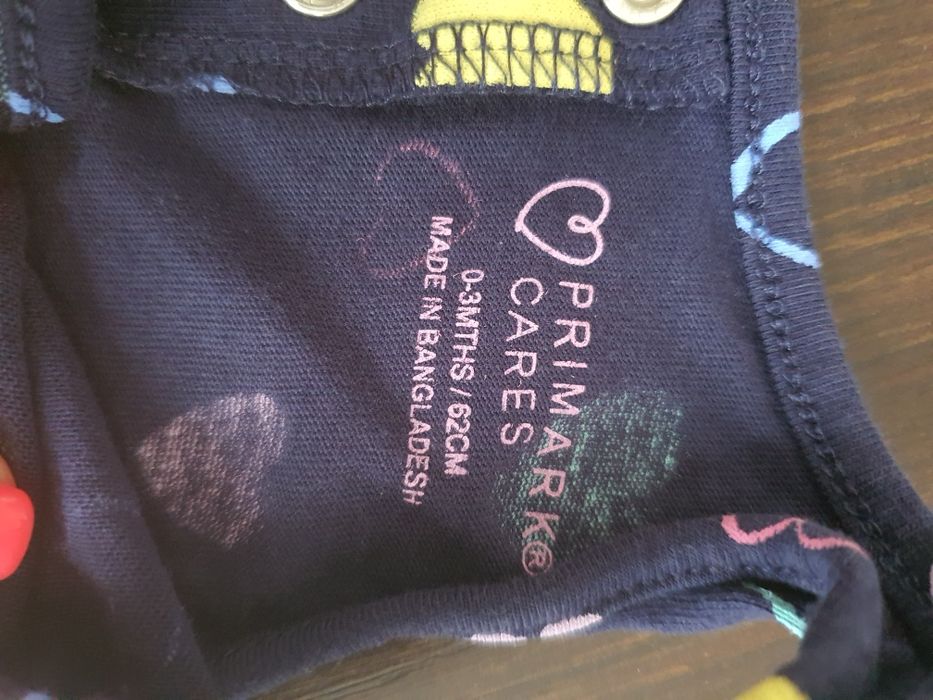 PRIMARK®
CARES
0-3MTHS / 62CM
MADE IN BANGLADESH